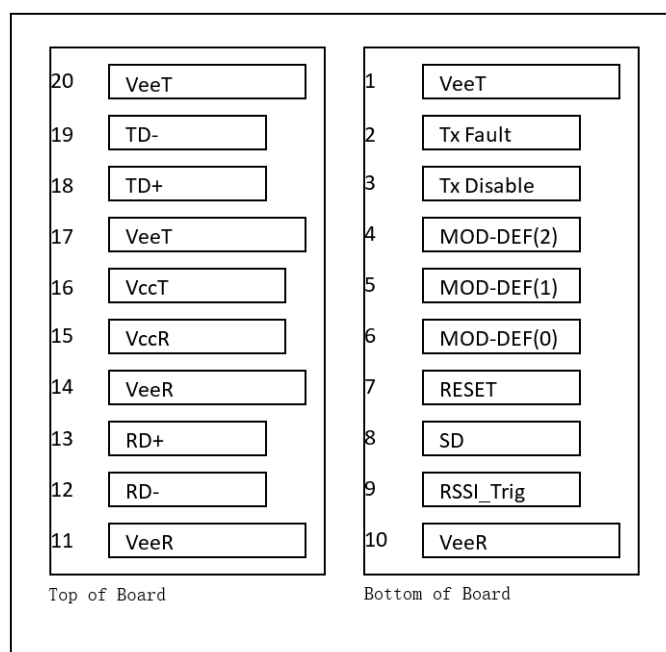 20 VeeT
19 TD-
18 TD+
17 VeeT
16 VccT
15 VccR
14 VeeR
13 RD+
12 RD-
11 VeeR
Top of Board
1 VeeT
2 Tx Fault
3 Tx Disable
4 MOD-DEF(2)
5 MOD-DEF(1)
6 MOD-DEF(0)
7 RESET
8 SD
9 RSSI_Trig
10 VeeR
Bottom of Board